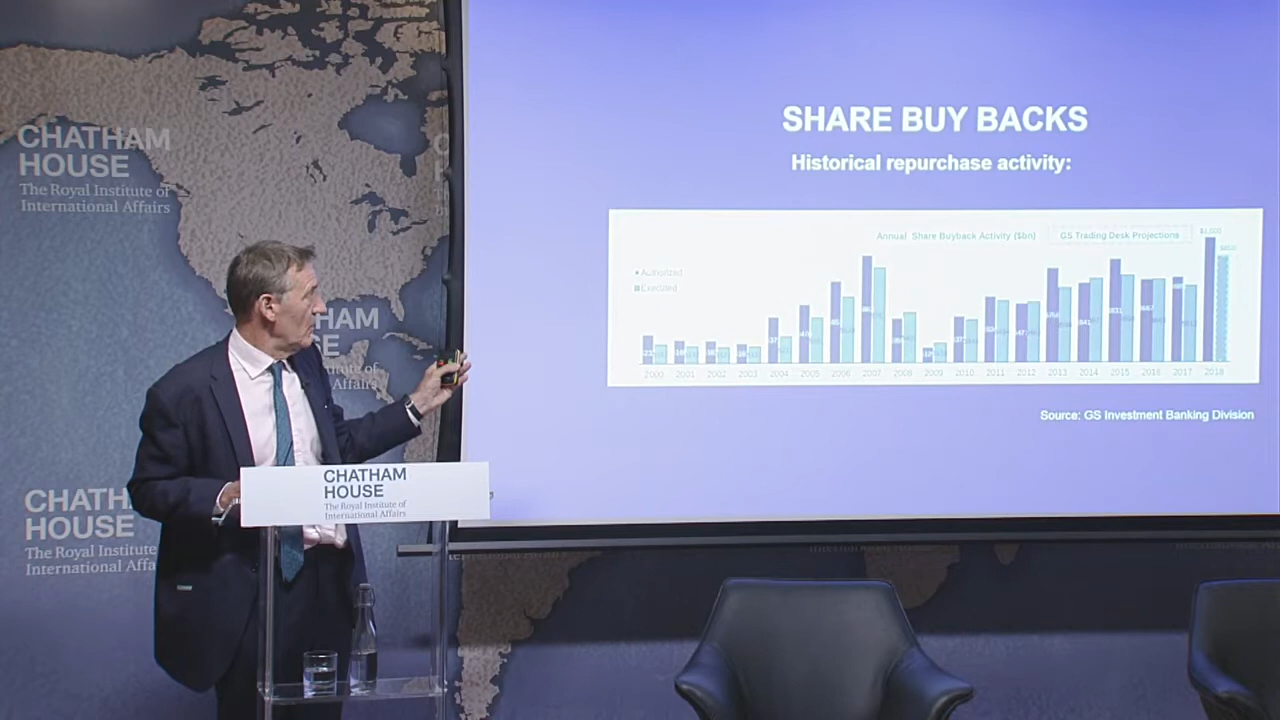 CHATHAM
HOUSE
The Royal Institute of
International Affairs
SHARE BUY BACKS
Historical repurchase activity:
Annual Share Buyback Activity ($bn)
GS Trading Desk Projections
Authorized
Executed
2000 2001 2002 2003 2004 2005 2006 2007 2008 2009 2010 2011 2012 2013 2014 2015 2016 2017 2018
Source: GS Investment Banking Division
HAM
E
CHATHAM
HOUSE
The Royal Institute of
International Affairs
CHATH
HOUSE
The Royal Institute
International Affa